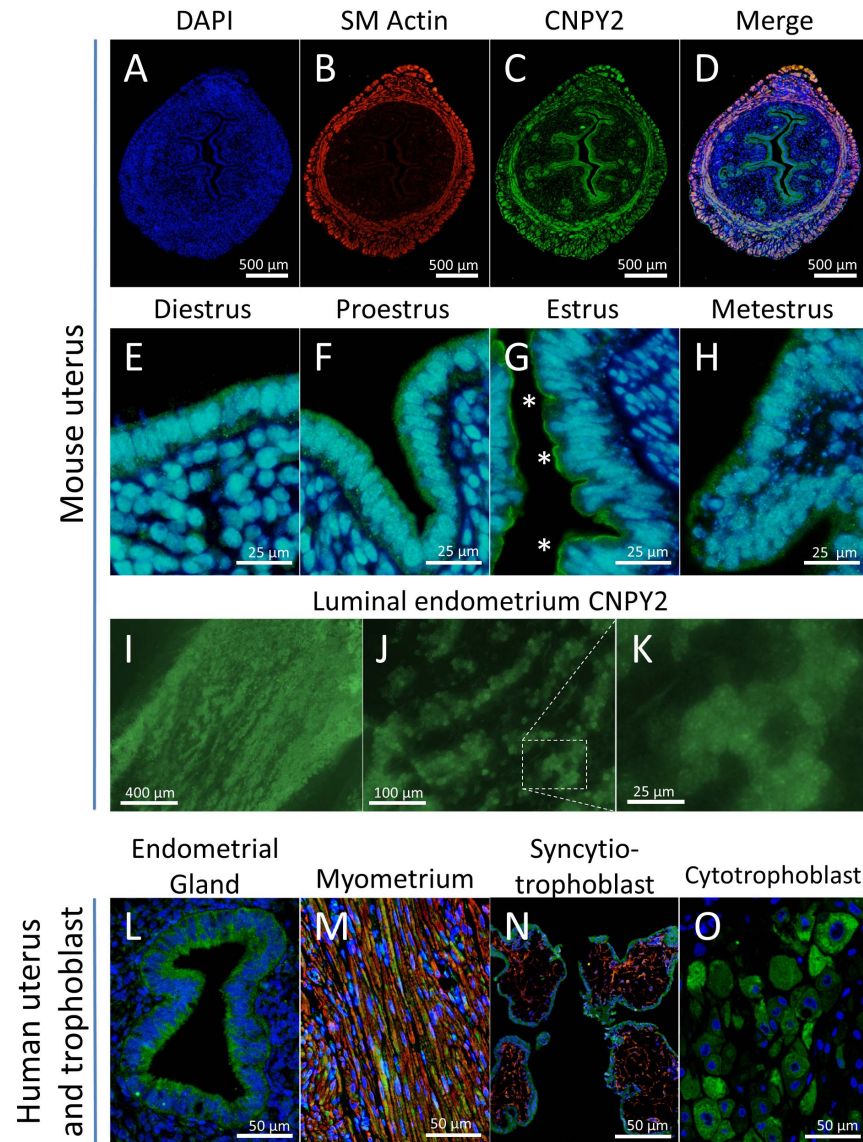 DAPI SM Actin CNPY2 Merge
A B C D
500 µm 500 µm 500 µm 500 µm
Diestrus Proestrus Estrus Metestrus
E F G H
*
*
*
25 µm 25 µm 25 µm 25 µm
Luminal endometrium CNPY2
I J K
400 µm 100 µm 25 µm
Mouse uterus
Endometrial
Gland
Myometrium
Syncytio-
trophoblast
Cytotrophoblast
L M N O
50 µm 50 µm 50 µm 50 µm
Human uterus
and trophoblast